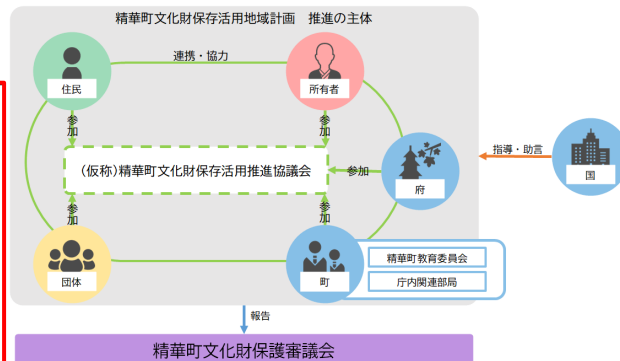 精華町文化財保存活用地域計画　推進の主体
連携・協力
住民
所有者
参加
参加
指導・助言
(仮称)精華町文化財保存活用推進協議会
参加
国
府
参加
参加
精華町教育委員会
団体
町
庁内関連部局
報告
精華町文化財保護審議会